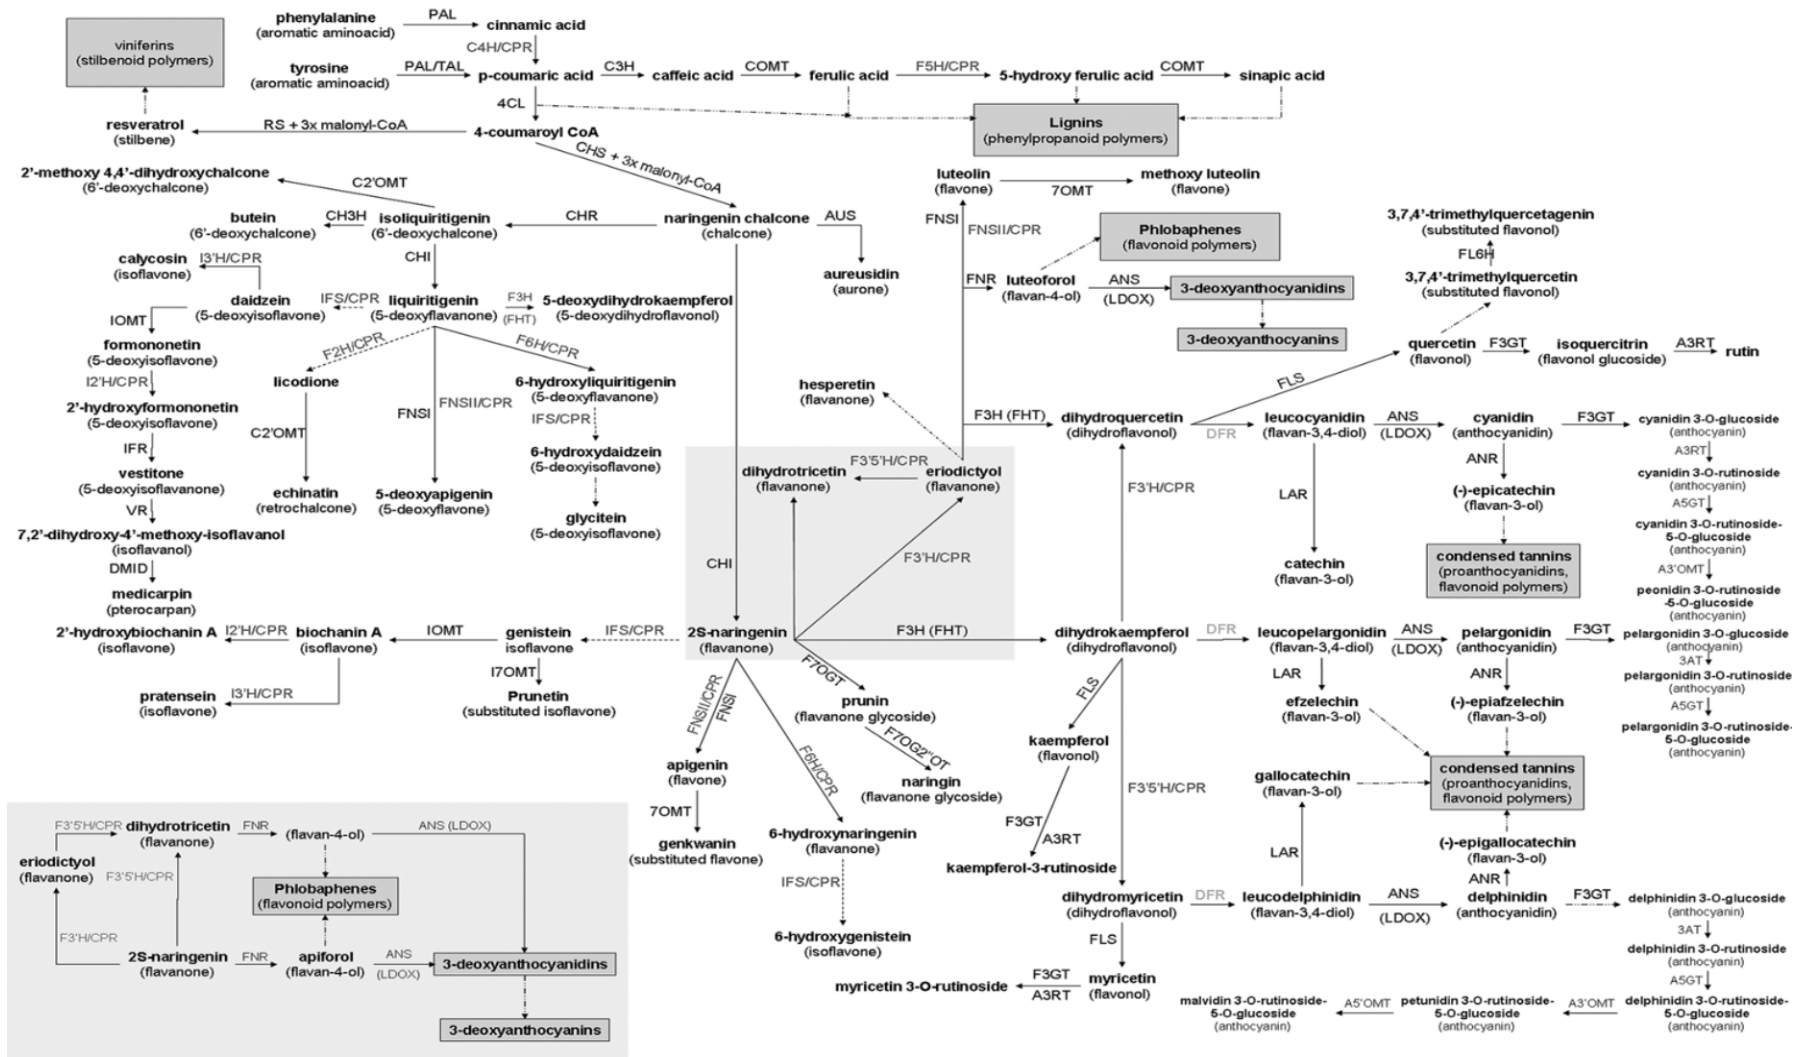 phenylalanine
(aromatic aminoacid)
PAL
cinnamic acid
C4H/CPR
viniferins
(stilbenoid polymers)
tyrosine
(aromatic aminoacid)
PAL/TAL
p-coumaric acid
C3H
caffeic acid
COMT
ferulic acid
F5H/CPR
5-hydroxy ferulic acid
COMT
sinapic acid
4CL
Lignins
(phenylpropanoid polymers)
resveratrol
(stilbene)
RS + 3x malonyl-CoA
4-coumaroyl CoA
CHS + 3x malonyl-CoA
2'-methoxy 4,4'-dihydroxychalcone
(6'-deoxychalcone)
C2'OMT
butein
(6'-deoxychalcone)
CH3H
isoliquiritigenin
(6'-deoxychalcone)
CHR
naringenin chalcone
(chalcone)
AUS
aureusidin
(aurone)
calycosin
(isoflavone)
I3'H/CPR
CHI
daidzein
(5-deoxyisoflavone)
IFS/CPR
liquiritigenin
(5-deoxyflavanone)
F3H
(FHT)
5-deoxydihydrokaempferol
(5-deoxydihydroflavonol)
IOMT
formononetin
(5-deoxyisoflavone)
I2'H/CPR
2'-hydroxyformononetin
(5-deoxyisoflavone)
IFR
vestitone
(5-deoxyisoflavanone)
VR
7,2'-dihydroxy-4'-methoxy-isoflavanol
(isoflavanol)
DMID
medicarpin
(pterocarpan)
F2H/CPR
licodione
C2'OMT
echinatin
(retrochalcone)
FNSI
FNSII/CPR
5-deoxyapigenin
(5-deoxyflavone)
F6H/CPR
6-hydroxyliquiritigenin
(5-deoxyflavanone)
IFS/CPR
6-hydroxydaidzein
(5-deoxyisoflavone)
glycitein
(5-deoxyisoflavone)
CHI
luteolin
(flavone)
7OMT
methoxy luteolin
(flavone)
FNSI
FNSII/CPR
Phlobaphenes
(flavonoid polymers)
FNR
luteoforol
(flavan-4-ol)
ANS
(LDOX)
3-deoxyanthocyanidins
3-deoxyanthocyanins
3,7,4'-trimethylquercetagenin
(substituted flavonol)
FL6H
3,7,4'-trimethylquercetin
(substituted flavonol)
quercetin
(flavonol)
F3GT
isoquercitrin
(flavonol glucoside)
A3RT
rutin
FLS
hesperetin
(flavanone)
F3H (FHT)
dihydroquercetin
(dihydroflavonol)
DFR
leucocyanidin
(flavan-3,4-diol)
ANS
(LDOX)
cyanidin
(anthocyanidin)
F3GT
cyanidin 3-O-glucoside
(anthocyanin)
A3RT
cyanidin 3-O-rutinoside
(anthocyanin)
A5GT
cyanidin 3-O-rutinoside-
5-O-glucoside
(anthocyanin)
A3'OMT
peonidin 3-O-rutinoside
-5-O-glucoside
(anthocyanin)
ANR
(-)-epicatechin
(flavan-3-ol)
condensed tannins
(proanthocyanidins,
flavonoid polymers)
LAR
catechin
(flavan-3-ol)
dihydrotricetin
(flavanone)
F3'5'H/CPR
eriodictyol
(flavanone)
F3'H/CPR
F3'H/CPR
2'-hydroxybiochanin A
(isoflavone)
I2'H/CPR
biochanin A
(isoflavone)
IOMT
genistein
isoflavone
IFS/CPR
2S-naringenin
(flavanone)
F3H (FHT)
dihydrokaempferol
(dihydroflavonol)
DFR
leucopelargonidin
(flavan-3,4-diol)
ANS
(LDOX)
pelargonidin
(anthocyanidin)
F3GT
pelargonidin 3-O-glucoside
(anthocyanin)
3AT
pelargonidin 3-O-rutinoside
(anthocyanin)
A5GT
pelargonidin 3-O-rutinoside-
5-O-glucoside
(anthocyanin)
I3'H/CPR
pratensein
(isoflavone)
I7OMT
Prunetin
(substituted isoflavone)
LAR
efzelechin
(flavan-3-ol)
ANR
(-)-epiafzelechin
(flavan-3-ol)
F7OGT
prunin
(flavanone glycoside)
F7OG2"OT
naringin
(flavanone glycoside)
FNSII/CPR
FNSI
apigenin
(flavone)
7OMT
genkwanin
(substituted flavone)
F6H/CPR
6-hydroxynaringenin
(flavanone)
IFS/CPR
6-hydroxygenistein
(isoflavone)
FLS
kaempferol
(flavonol)
F3GT
A3RT
kaempferol-3-rutinoside
F3'5'H/CPR
gallocatechin
(flavan-3-ol)
condensed tannins
(proanthocyanidins,
flavonoid polymers)
(-)-epigallocatechin
(flavan-3-ol)
LAR
ANR
dihydromyricetin
(dihydroflavonol)
DFR
leucodelphinidin
(flavan-3,4-diol)
ANS
(LDOX)
delphinidin
(anthocyanidin)
F3GT
delphinidin 3-O-glucoside
(anthocyanin)
3AT
delphinidin 3-O-rutinoside
(anthocyanin)
A5GT
delphinidin 3-O-rutinoside-
5-O-glucoside
(anthocyanin)
A3'OMT
petunidin 3-O-rutinoside-
5-O-glucoside
(anthocyanin)
A5'OMT
malvidin 3-O-rutinoside-
5-O-glucoside
(anthocyanin)
FLS
myricetin
(flavonol)
F3GT
A3RT
myricetin 3-O-rutinoside
F3'5'H/CPR
dihydrotricetin
(flavanone)
FNR
(flavan-4-ol)
ANS (LDOX)
eriodictyol
(flavanone)
F3'5'H/CPR
Phlobaphenes
(flavonoid polymers)
F3'H/CPR
2S-naringenin
(flavanone)
FNR
apiforol
(flavan-4-ol)
ANS
(LDOX)
3-deoxyanthocyanidins
3-deoxyanthocyanins